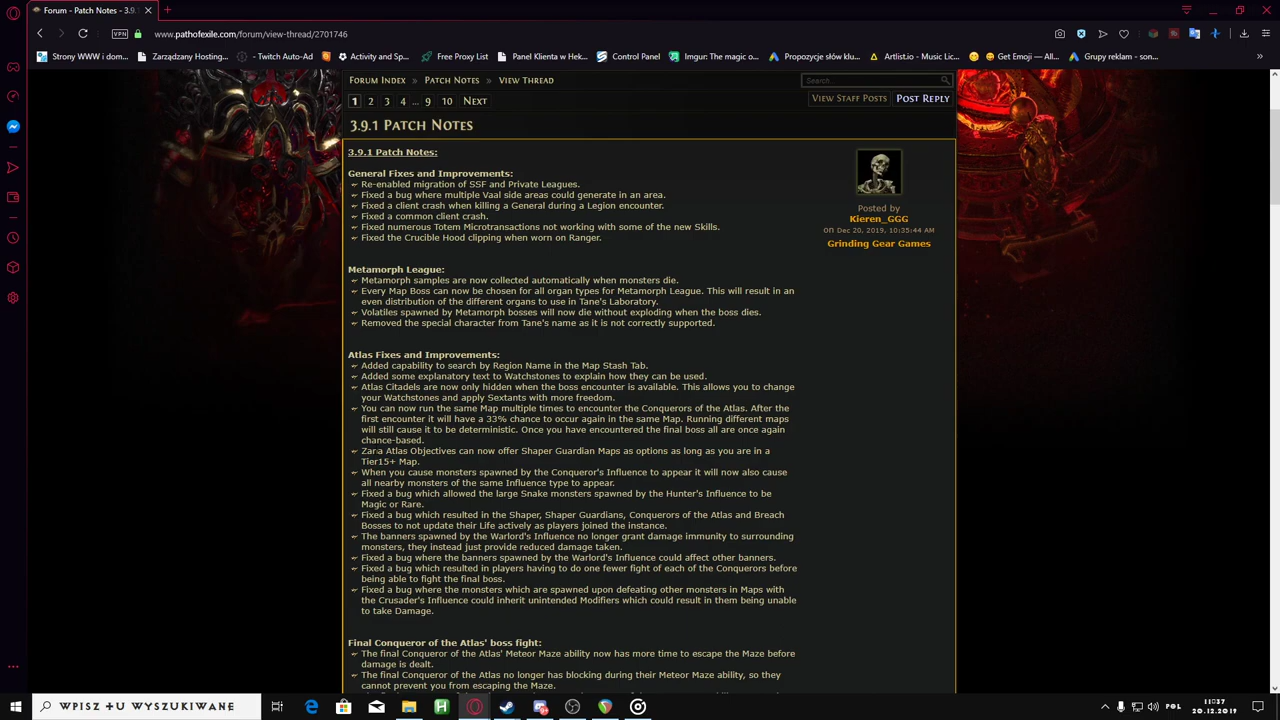 Forum - Patch Notes - 3.9.1
VPN www.pathofexile.com/forum/view-thread/2701746
Strony WWW i dom... Zarządzany Hosting... - Twitch Auto-Ad Activity and Sp... Free Proxy List Panel Klienta w Hek... Control Panel Imgur: The magic o... Propozycje słów klu... Artlist.io - Music Lic... Get Emoji — All... Grupy reklam - son...
Forum Index » Patch Notes » View Thread
Search...
1 2 3 4 ... 9 10 Next
View Staff Posts Post Reply
3.9.1 Patch Notes
3.9.1 Patch Notes:
General Fixes and Improvements:
Re-enabled migration of SSF and Private Leagues.
Fixed a bug where multiple Vaal side areas could generate in an area.
Fixed a client crash when killing a General during a Legion encounter.
Fixed a common client crash.
Fixed numerous Totem Microtransactions not working with some of the new Skills.
Fixed the Crucible Hood clipping when worn on Ranger.
Posted by
Kieren_GGG
on Dec 20, 2019, 10:35:44 AM
Grinding Gear Games
Metamorph League:
Metamorph samples are now collected automatically when monsters die.
Every Map Boss can now be chosen for all organ types for Metamorph League. This will result in an
even distribution of the different organs to use in Tane's Laboratory.
Volatiles spawned by Metamorph bosses will now die without exploding when the boss dies.
Removed the special character from Tane's name as it is not correctly supported.
Atlas Fixes and Improvements:
Added capability to search by Region Name in the Map Stash Tab.
Added some explanatory text to Watchstones to explain how they can be used.
Atlas Citadels are now only hidden when the boss encounter is available. This allows you to change
your Watchstones and apply Sextants with more freedom.
You can now run the same Map multiple times to encounter the Conquerors of the Atlas. After the
first encounter it will have a 33% chance to occur again in the same Map. Running different maps
will still cause it to be deterministic. Once you have encountered the final boss all are once again
chance-based.
Zana Atlas Objectives can now offer Shaper Guardian Maps as options as long as you are in a
Tier15+ Map.
When you cause monsters spawned by the Conqueror's Influence to appear it will now also cause
all nearby monsters of the same Influence type to appear.
Fixed a bug which allowed the large Snake monsters spawned by the Hunter's Influence to be
Magic or Rare.
Fixed a bug which resulted in the Shaper, Shaper Guardians, Conquerors of the Atlas and Breach
Bosses to not update their Life actively as players joined the instance.
The banners spawned by the Warlord's Influence no longer grant damage immunity to surrounding
monsters, they instead just provide reduced damage taken.
Fixed a bug where the banners spawned by the Warlord's Influence could affect other banners.
Fixed a bug which resulted in players having to do one fewer fight of each of the Conquerors before
being able to fight the final boss.
Fixed a bug where the monsters which are spawned upon defeating other monsters in Maps with
the Crusader's Influence could inherit unintended Modifiers which could result in them being unable
to take Damage.
Final Conqueror of the Atlas' boss fight:
The final Conqueror of the Atlas' Meteor Maze ability now has more time to escape the Maze before
damage is dealt.
The final Conqueror of the Atlas no longer has blocking during their Meteor Maze ability, so they
cannot prevent you from escaping the Maze.
POL
11:37
20.12.2019